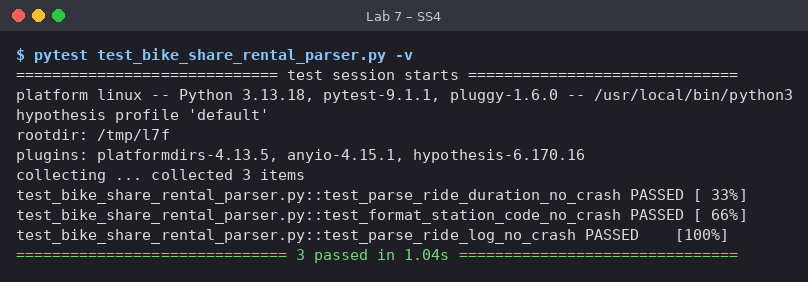 Lab 7 – SS4
$ pytest test_bike_share_rental_parser.py -v
============================= test session starts ==============================
platform linux -- Python 3.13.18, pytest-9.1.1, pluggy-1.6.0 -- /usr/local/bin/python3
hypothesis profile 'default'
rootdir: /tmp/l7f
plugins: platformdirs-4.13.5, anyio-4.15.1, hypothesis-6.170.16
collecting ... collected 3 items
test_bike_share_rental_parser.py::test_parse_ride_duration_no_crash PASSED [ 33%]
test_bike_share_rental_parser.py::test_format_station_code_no_crash PASSED [ 66%]
test_bike_share_rental_parser.py::test_parse_ride_log_no_crash PASSED    [100%]
============================== 3 passed in 1.04s ===============================